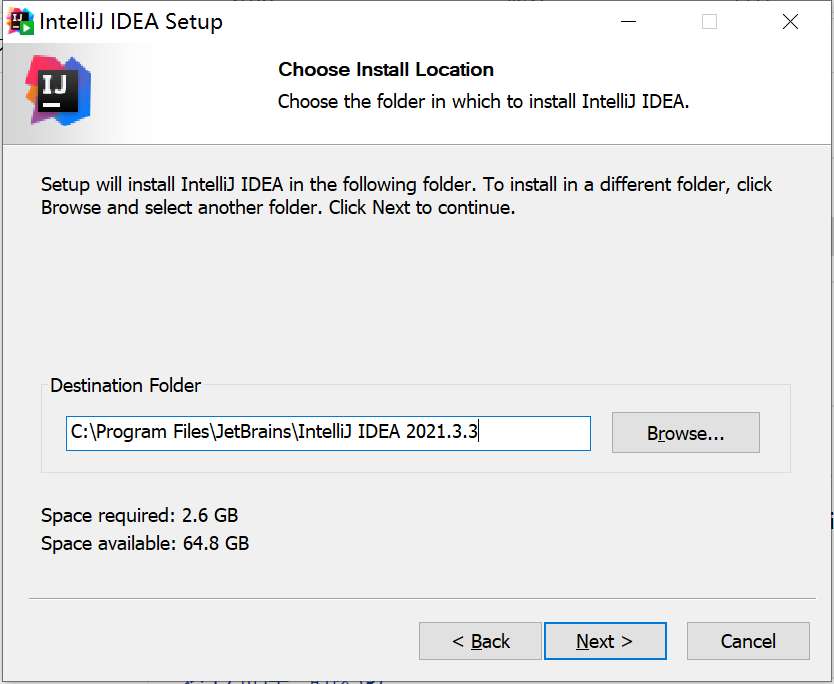 IntelliJ IDEA Setup
IJ
Choose Install Location
Choose the folder in which to install IntelliJ IDEA.
Setup will install IntelliJ IDEA in the following folder. To install in a different folder, click
Browse and select another folder. Click Next to continue.
Destination Folder
C:\Program Files\JetBrains\IntelliJ IDEA 2021.3.3
Browse...
Space required: 2.6 GB
Space available: 64.8 GB
< Back
Next >
Cancel